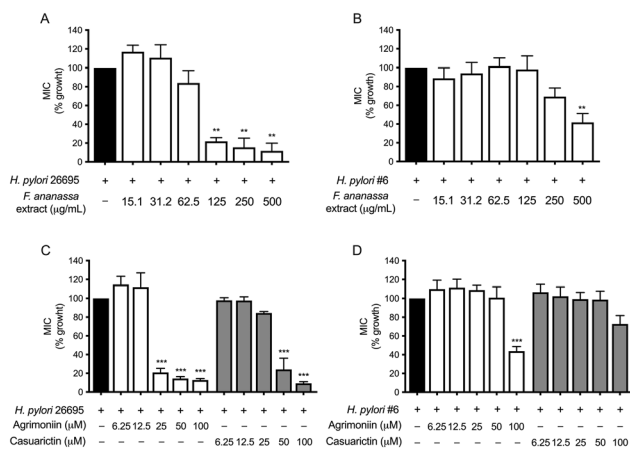 A
MIC
(% growht)
140
120
100
80
60
40
20
0
** ** **
H. pylori 26695 + + + + + + +
F. ananassa
extract (μg/mL) – 15.1 31.2 62.5 125 250 500
B
MIC
(% growht)
140
120
100
80
60
40
20
0
**
H. pylori #6 + + + + + + +
F. ananassa
extract (μg/mL) – 15.1 31.2 62.5 125 250 500
C
MIC
(% growht)
140
120
100
80
60
40
20
0
*** *** *** *** ***
H. pylori 26695 + + + + + + + + + + +
Agrimoniin (μM) – 6.25 12.5 25 50 100
Casuarictin (μM) 6.25 12.5 25 50 100
D
MIC
(% growth)
140
120
100
80
60
40
20
0
***
H. pylori #6 + + + + + + + + + + +
Agrimoniin (μM) – 6.25 12.5 25 50 100
Casuarictin (μM) 6.25 12.5 25 50 100